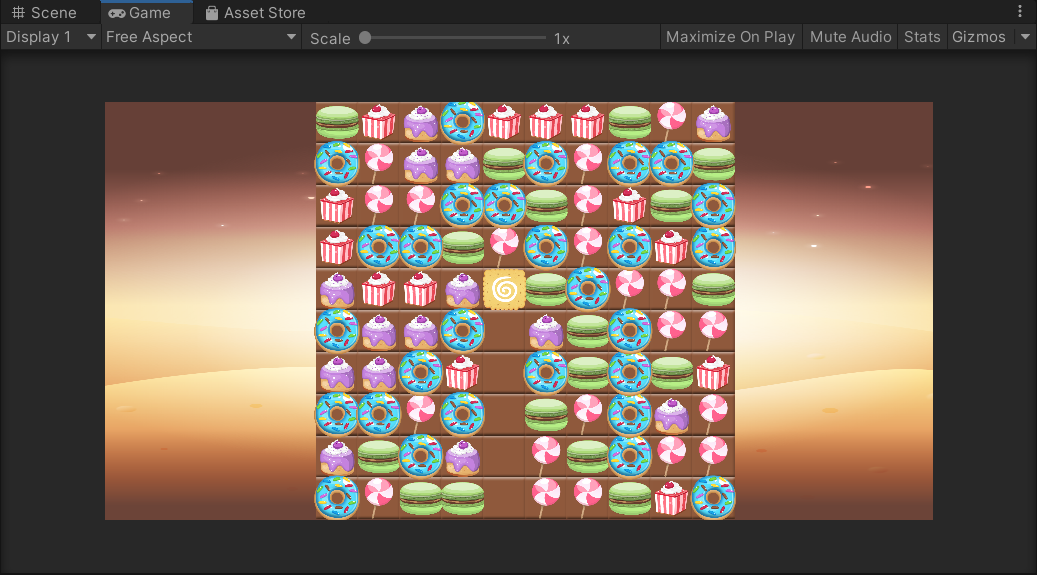 Scene Game Asset Store
Display 1 Free Aspect Scale 1x Maximize On Play Mute Audio Stats Gizmos